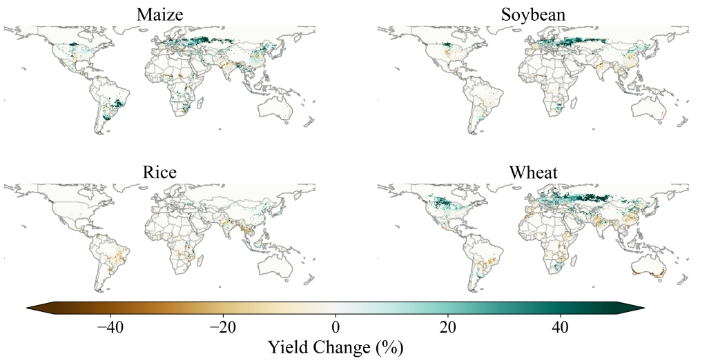 Maize
Soybean
Rice
Wheat
−40
−20
0
20
40
Yield Change (%)